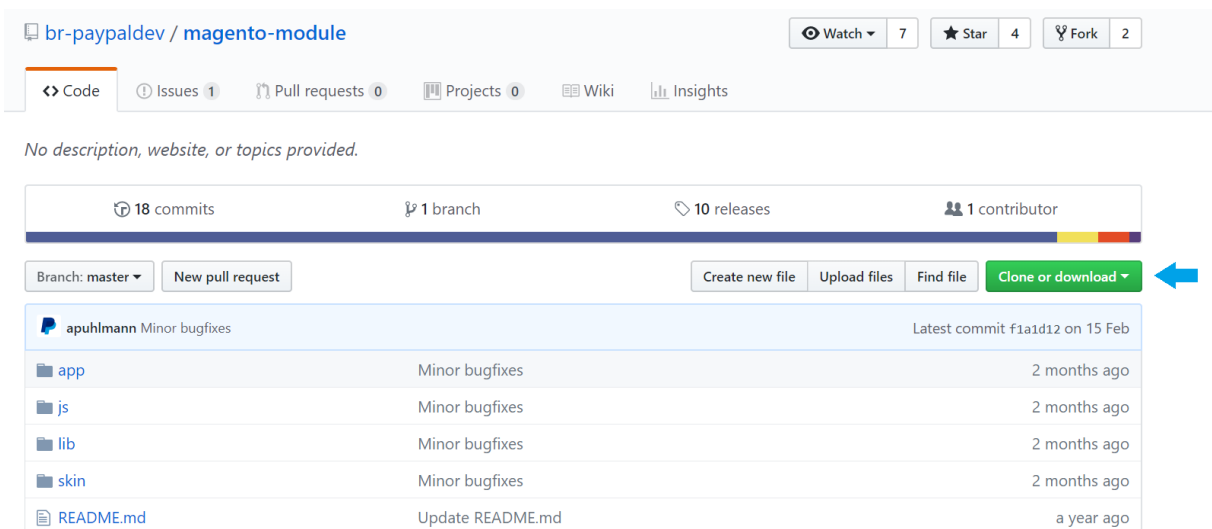 br-paypaldev / magento-module Watch 7 Star 4 Fork 2
Code Issues 1 Pull requests 0 Projects 0 Wiki Insights
No description, website, or topics provided.
18 commits 1 branch 10 releases 1 contributor
Branch: master New pull request Create new file Upload files Find file Clone or download
apuhlmann Minor bugfixes Latest commit f1a1d12 on 15 Feb
app Minor bugfixes 2 months ago
js Minor bugfixes 2 months ago
lib Minor bugfixes 2 months ago
skin Minor bugfixes 2 months ago
README.md Update README.md a year ago